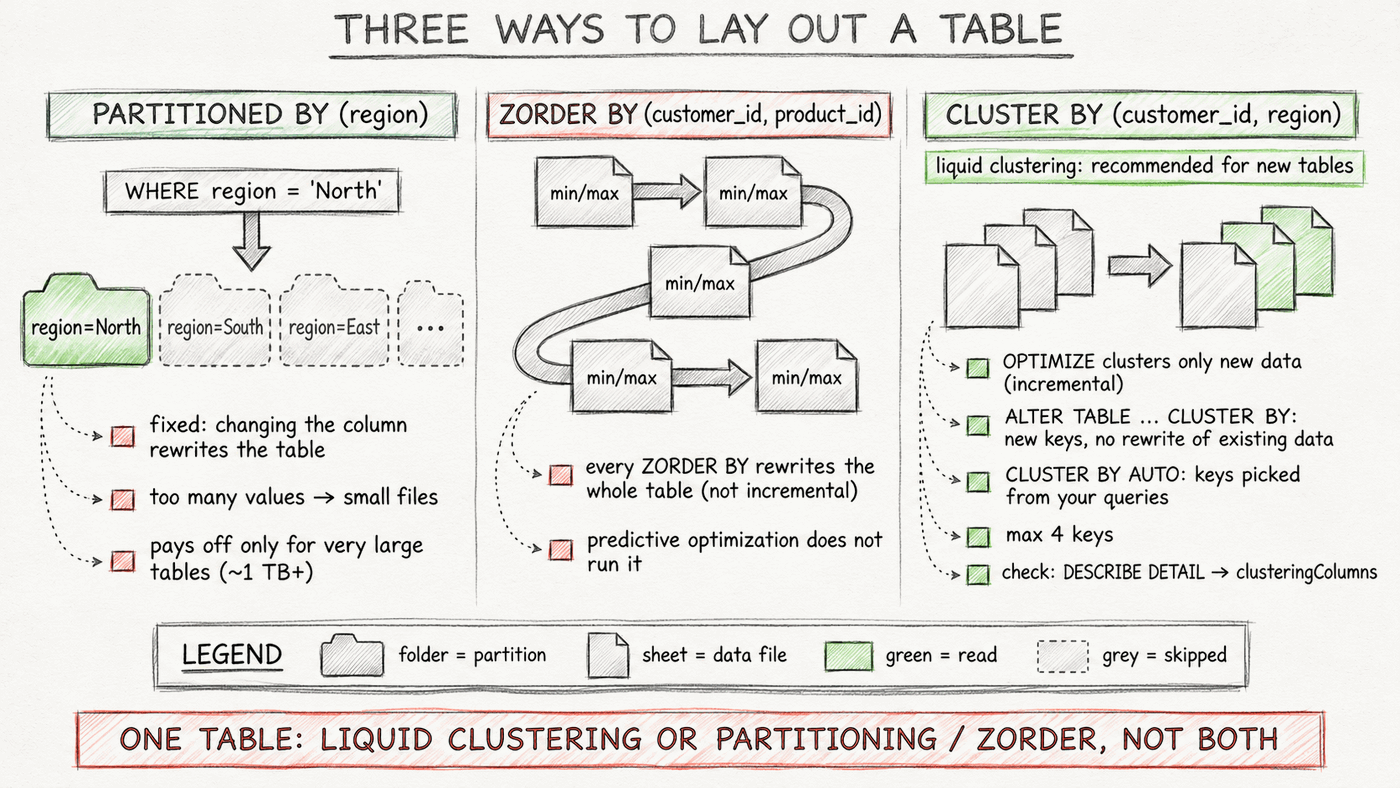 THREE WAYS TO LAY OUT A TABLE
PARTITIONED BY (region)
WHERE region = 'North'
region=North
region=South
region=East
...
fixed: changing the column
rewrites the table
too many values → small files
pays off only for very large
tables (~1 TB+)
ZORDER BY (customer_id, product_id)
min/max
min/max
min/max
min/max
min/max
every ZORDER BY rewrites the
whole table (not incremental)
predictive optimization does not
run it
CLUSTER BY (customer_id, region)
liquid clustering: recommended for new tables
OPTIMIZE clusters only new data
(incremental)
ALTER TABLE ... CLUSTER BY:
new keys, no rewrite of existing data
CLUSTER BY AUTO: keys picked
from your queries
max 4 keys
check: DESCRIBE DETAIL → clusteringColumns
LEGEND
folder = partition
sheet = data file
green = read
grey = skipped
ONE TABLE: LIQUID CLUSTERING OR PARTITIONING / ZORDER, NOT BOTH